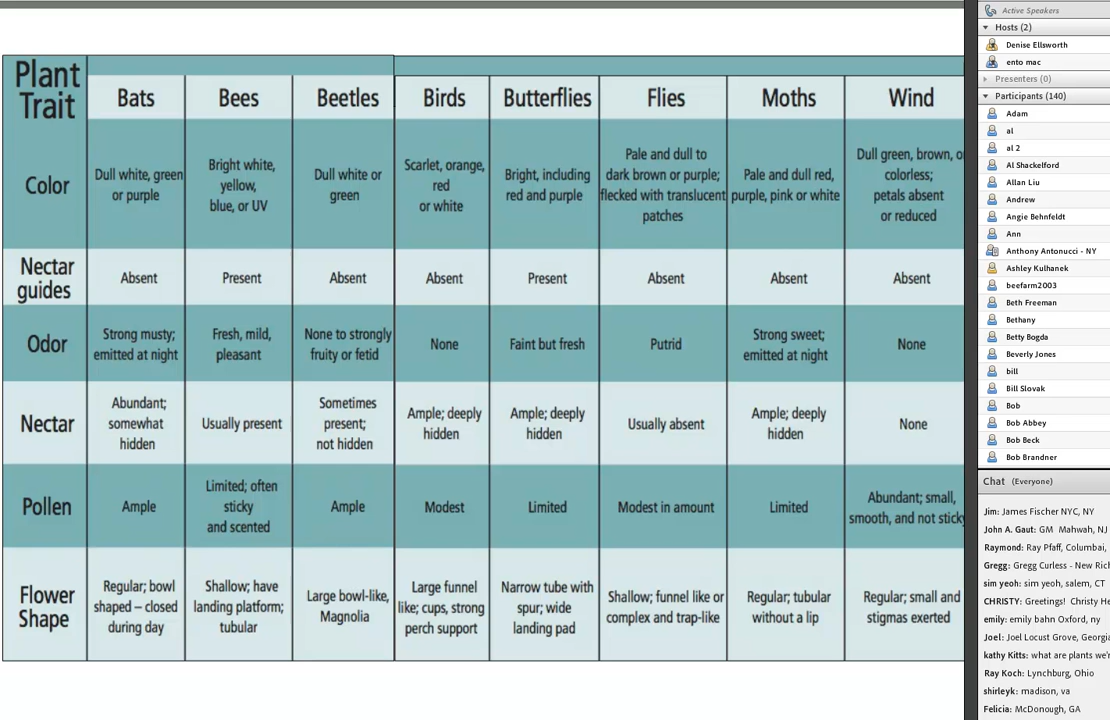 Plant
Trait
Bats
Bees
Beetles
Birds
Butterflies
Flies
Moths
Wind
Color
Dull white, green
or purple
Bright white,
yellow,
blue, or UV
Dull white or
green
Scarlet, orange,
red
or white
Bright, including
red and purple
Pale and dull to
dark brown or purple;
flecked with translucent
patches
Pale and dull red,
purple, pink or white
Dull green, brown, o
colorless;
petals absent
or reduced
Nectar
guides
Absent
Present
Absent
Absent
Present
Absent
Absent
Absent
Odor
Strong musty;
emitted at night
Fresh, mild,
pleasant
None to strongly
fruity or fetid
None
Faint but fresh
Putrid
Strong sweet;
emitted at night
None
Nectar
Abundant;
somewhat
hidden
Usually present
Sometimes
present;
not hidden
Ample; deeply
hidden
Ample; deeply
hidden
Usually absent
Ample; deeply
hidden
None
Pollen
Ample
Limited; often
sticky
and scented
Ample
Modest
Limited
Modest in amount
Limited
Abundant; small,
smooth, and not sticky
Flower
Shape
Regular; bowl
shaped – closed
during day
Shallow; have
landing platform;
tubular
Large bowl-like,
Magnolia
Large funnel
like; cups, strong
perch support
Narrow tube with
spur; wide
landing pad
Shallow; funnel like or
complex and trap-like
Regular; tubular
without a lip
Regular; small and
stigmas exerted
Active Speakers
Hosts (2)
Denise Ellsworth
ento mac
Presenters (0)
Participants (140)
Adam
al
al 2
Al Shackelford
Allan Liu
Andrew
Angie Behnfeldt
Ann
Anthony Antonucci - NY
Ashley Kulhanek
beefarm2003
Beth Freeman
Bethany
Betty Bogda
Beverly Jones
bill
Bill Slovak
Bob
Bob Abbey
Bob Beck
Bob Brandner
Chat (Everyone)
Jim: James Fischer NYC, NY
John A. Gaut: GM Mahwah, NJ
Raymond: Ray Pfaff, Columbai,
Gregg: Gregg Curless - New Rich
sim yeoh: sim yeoh, salem, CT
CHRISTY: Greetings! Christy He
emily: emily bahn Oxford, ny
Joel: Joel Locust Grove, Georgia
kathy Kitts: what are plants we'r
Ray Koch: Lynchburg, Ohio
shirleyk: madison, va
Felicia: McDonough, GA